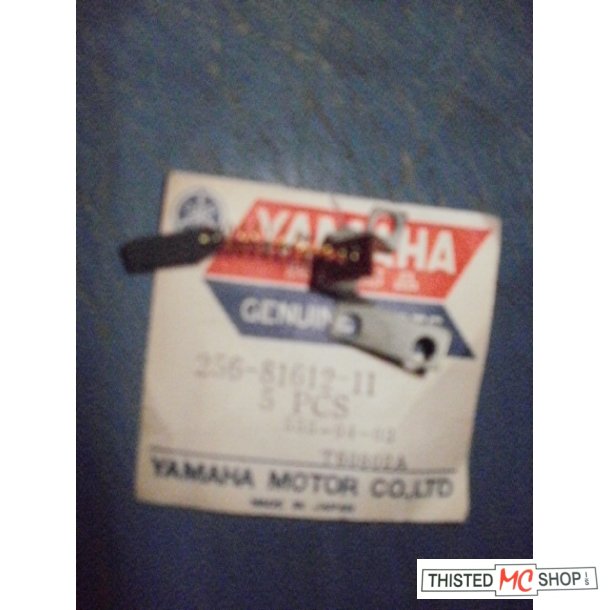 YAMAHA
GENUINE
256-81612-11
5 PCS
YAMAHA MOTOR CO.,LTD
MADE IN JAPAN
THISTED MC SHOP I/S